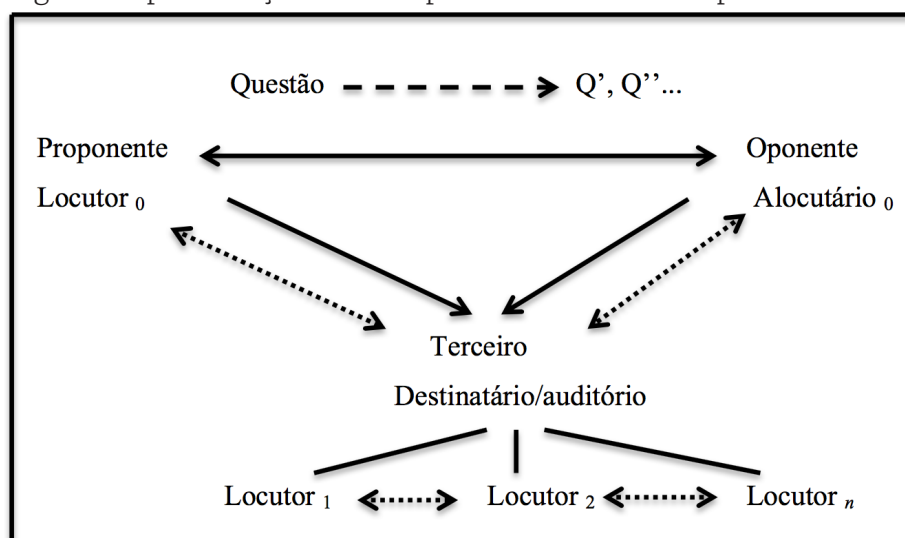 Questão Q’, Q’’...
Proponente Oponente
Locutor 0 Alocutário 0
Terceiro
Destinatário/auditório
Locutor 1 Locutor 2 Locutor n